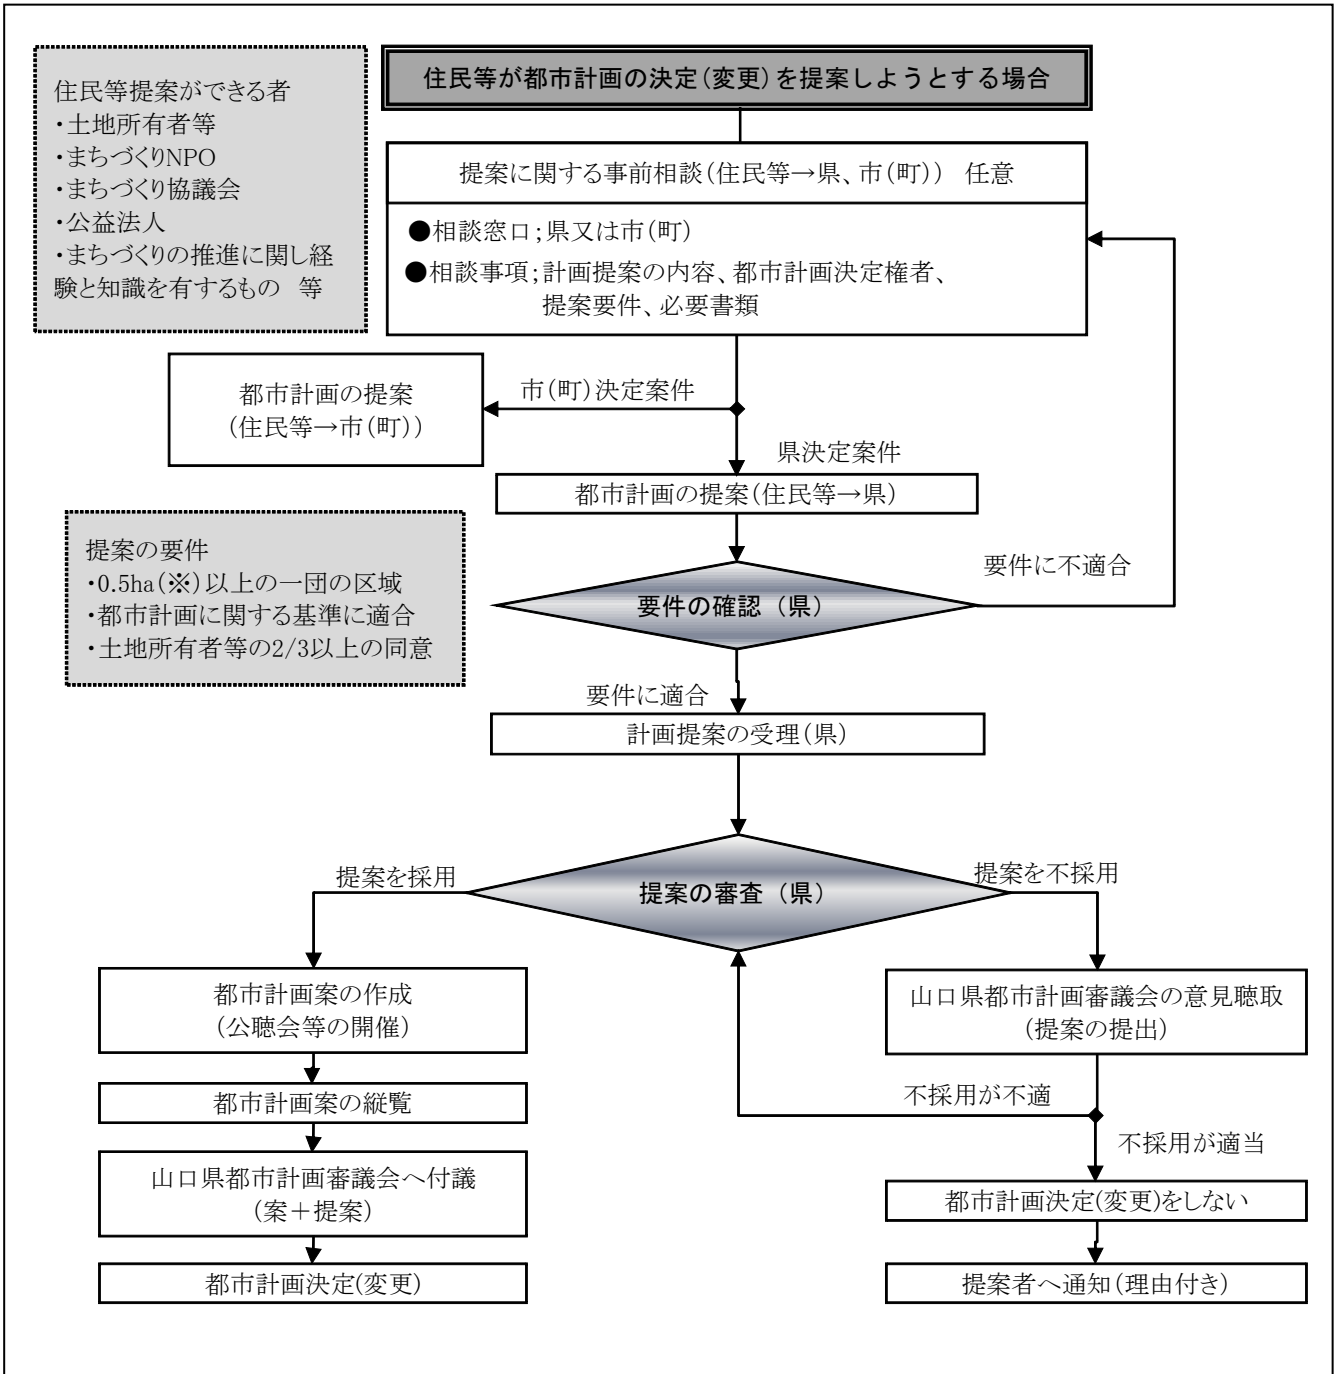 住民等提案ができる者
・土地所有者等
・まちづくりNPO
・まちづくり協議会
・公益法人
・まちづくりの推進に関し経
験と知識を有するもの 等
住民等が都市計画の決定(変更)を提案しようとする場合
提案に関する事前相談(住民等→県、市(町)) 任意
●相談窓口;県又は市(町)
●相談事項;計画提案の内容、都市計画決定権者、
提案要件、必要書類
都市計画の提案
(住民等→市(町))
市(町)決定案件
県決定案件
都市計画の提案(住民等→県)
提案の要件
・0.5ha(※)以上の一団の区域
・都市計画に関する基準に適合
・土地所有者等の2/3以上の同意
要件の確認(県)
要件に不適合
要件に適合
計画提案の受理(県)
提案を採用
提案の審査(県)
提案を不採用
都市計画案の作成
(公聴会等の開催)
都市計画案の縦覧
山口県都市計画審議会へ付議
(案+提案)
都市計画決定(変更)
山口県都市計画審議会の意見聴取
(提案の提出)
不採用が不適
不採用が適当
都市計画決定(変更)をしない
提案者へ通知(理由付き)